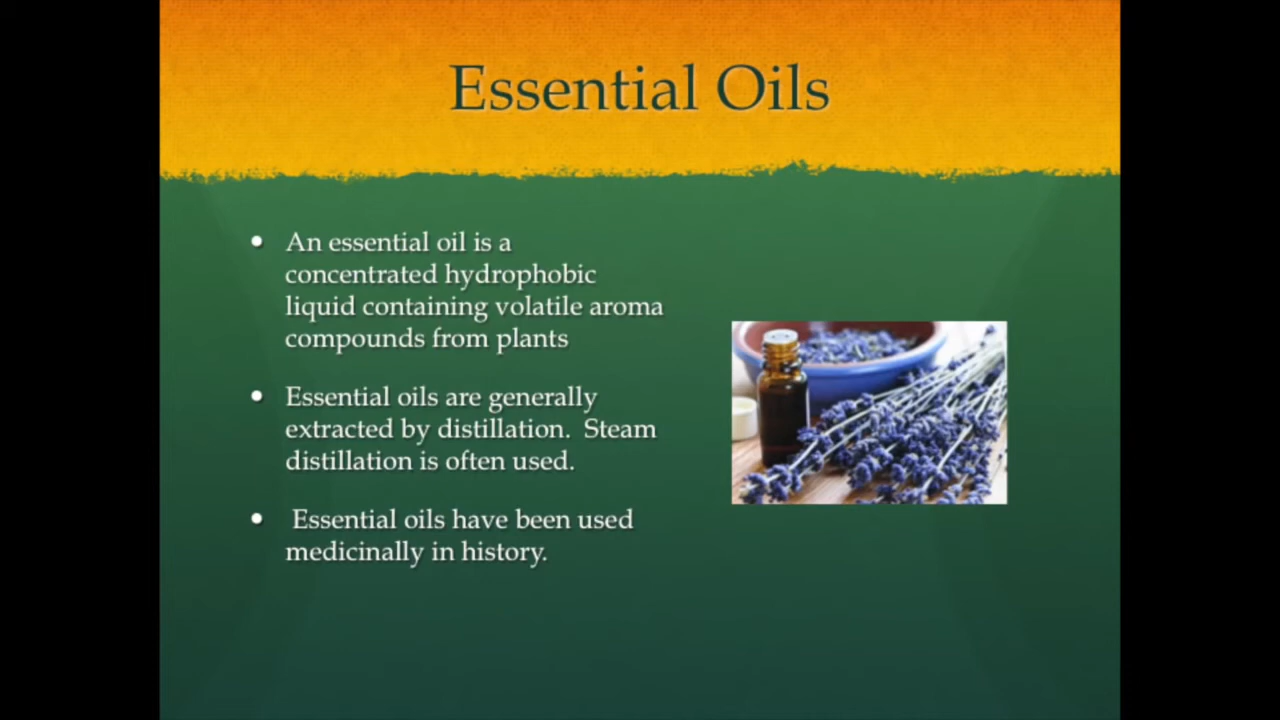 Essential Oils
• An essential oil is a
concentrated hydrophobic
liquid containing volatile aroma
compounds from plants
• Essential oils are generally
extracted by distillation.  Steam
distillation is often used.
• Essential oils have been used
medicinally in history.